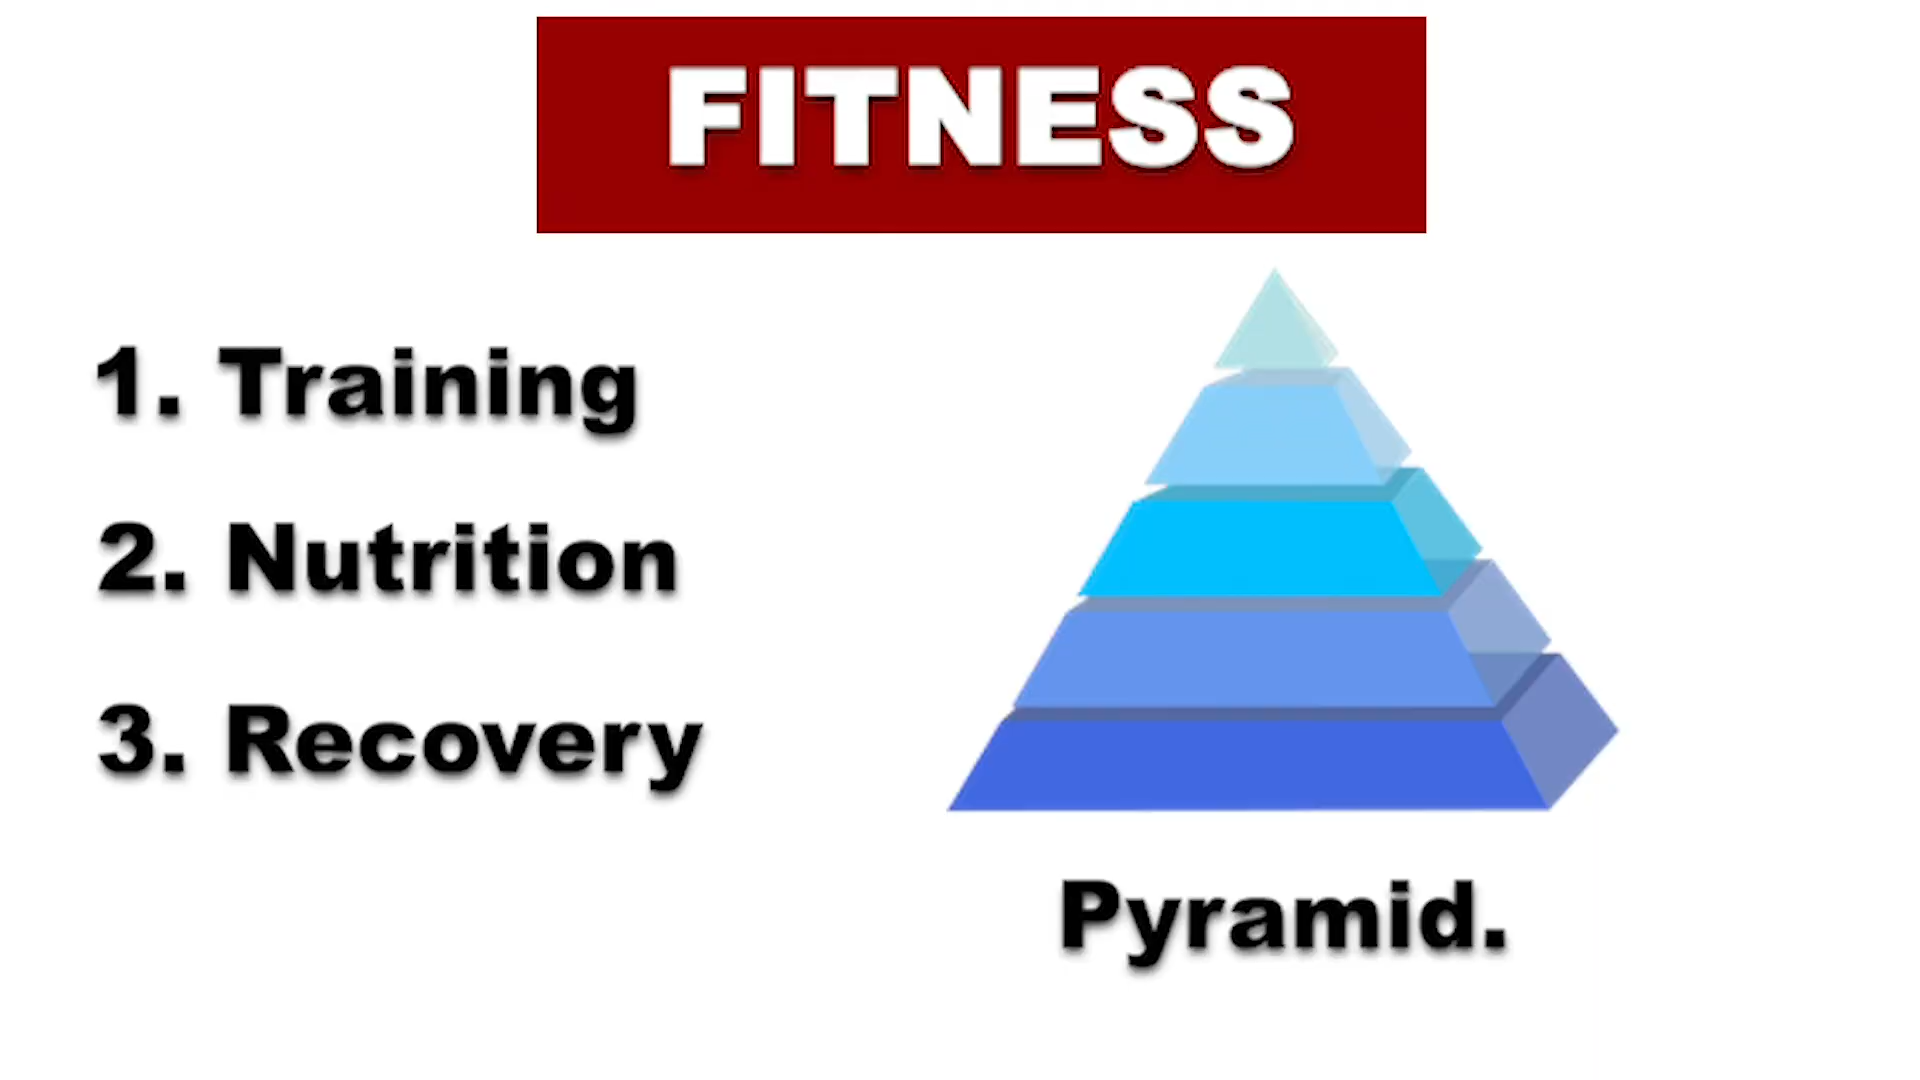 FITNESS
1. Training
2. Nutrition
3. Recovery
Pyramid.